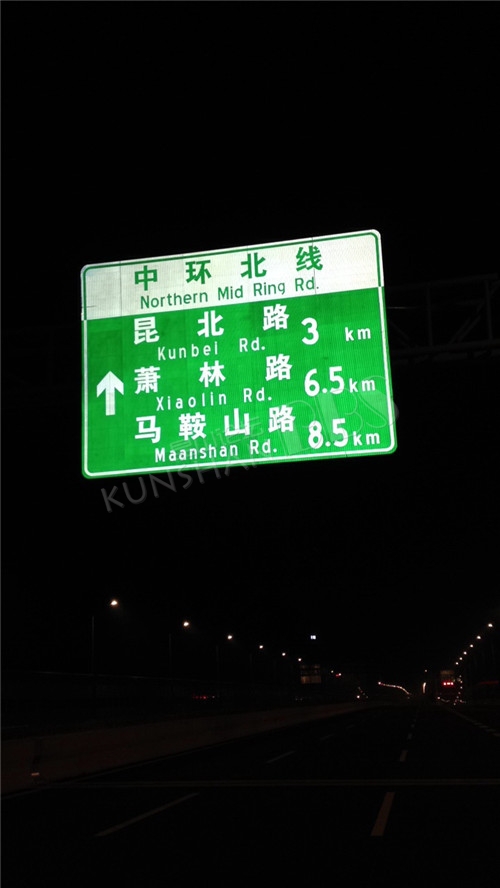 中环北线
Northern Mid Ring Rd.
昆北路 3 km
Kunbei Rd.
萧林路 6.5km
Xiaolin Rd.
马鞍山路 8.5km
Maanshan Rd.